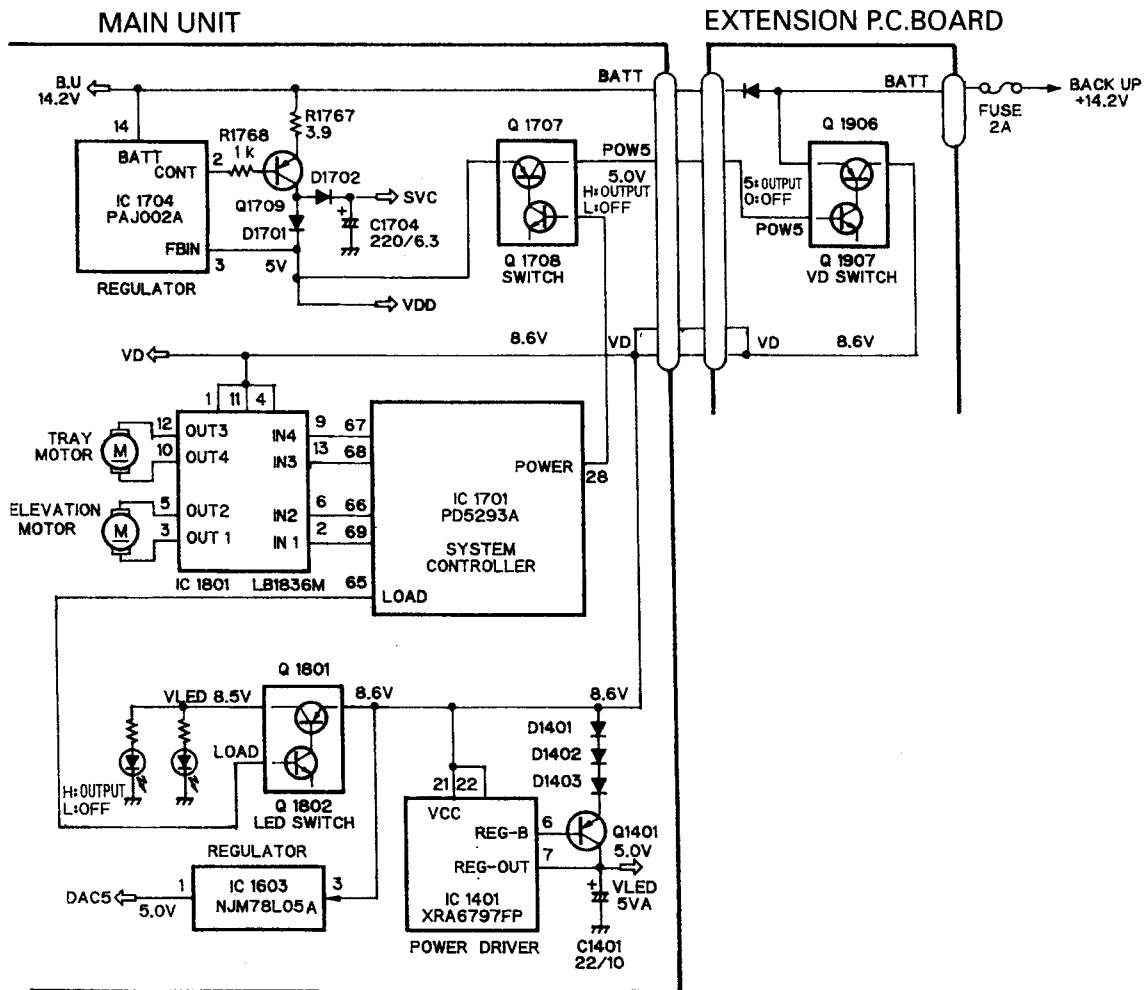 MAIN UNIT
EXTENSION P.C.BOARD
B.U
14.2V
BATT
BATT
FUSE
2A
BACK UP
+14.2V
14
BATT
CONT
2
R1768
1K
R1767
3.9
IC 1704
PAJ002A
FBIN
3
REGULATOR
Q1709
D1701
D1702
5V
SVC
C1704
220/6.3
VDD
Q 1707
POW5
5.0V
H:OUTPUT
L:OFF
Q 1708
SWITCH
Q 1906
5:OUTPUT
0:OFF
POW5
Q 1907
VD SWITCH
VD
8.6V
VD
VD
8.6V
1 11 4
TRAY
MOTOR
M
12
10
OUT3
OUT4
IN4
IN3
9
13
67
68
ELEVATION
MOTOR
M
5
3
OUT2
OUT 1
IN2
IN 1
6
2
66
69
IC 1801 LB1836M
65
LOAD
POWER
28
IC 1701
PD5293A
SYSTEM
CONTROLLER
Q 1801
VLED 8.5V
8.6V
8.6V
LOAD
H:OUTPUT
L:OFF
Q 1802
LED SWITCH
D1401
D1402
D1403
21 22
VCC
REG-B
6
REG-OUT
7
Q1401
5.0V
IC 1401
XRA6797FP
POWER DRIVER
VLED
5VA
C1401
22/10
REGULATOR
DAC5
1
5.0V
IC 1603
NJM78L05A
3